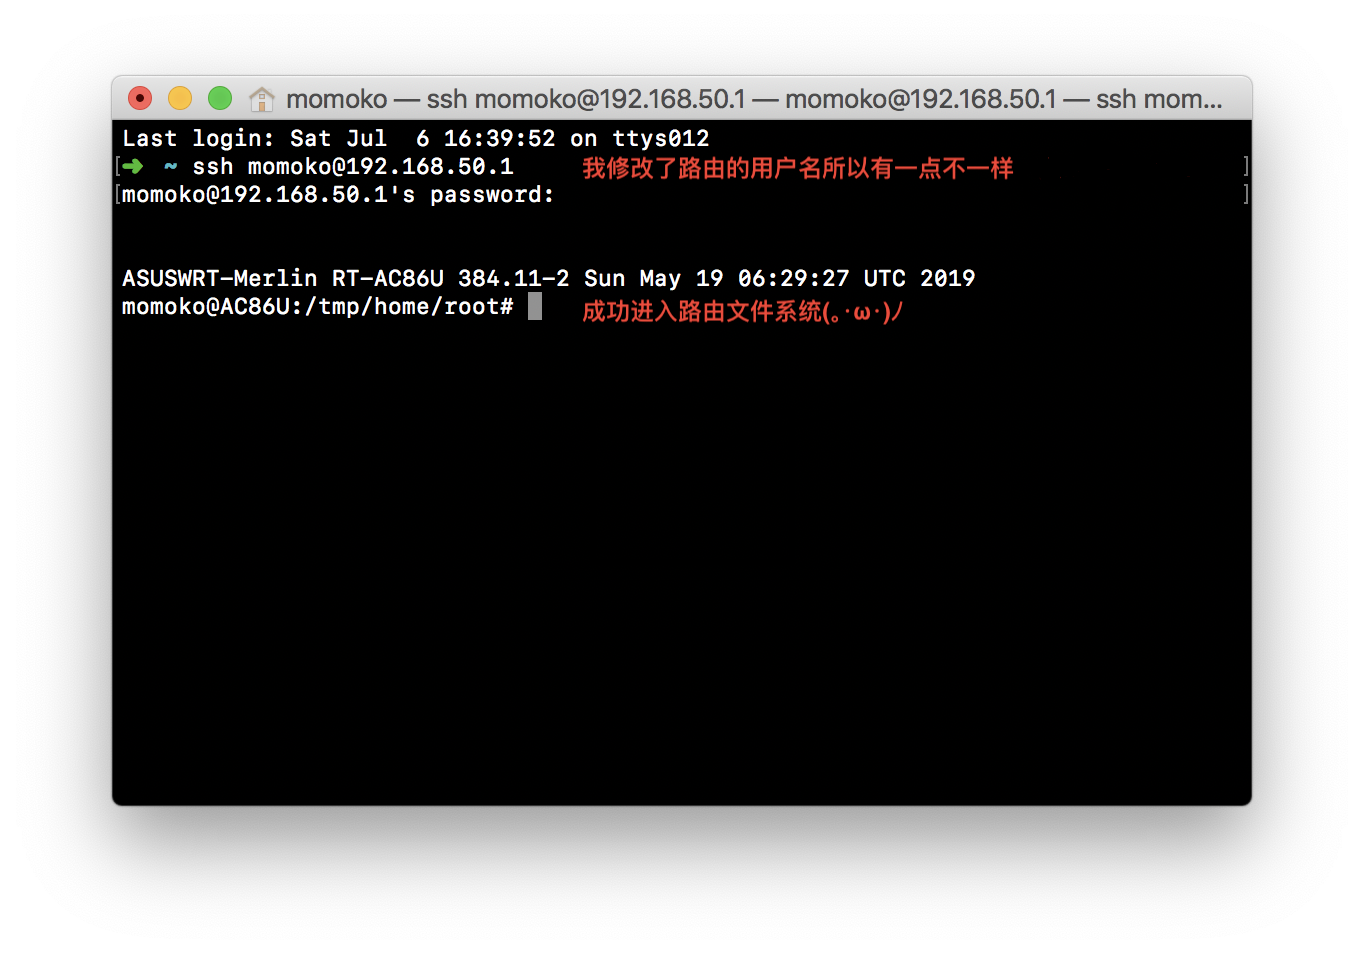 momoko — ssh momoko@192.168.50.1 — momoko@192.168.50.1 — ssh mom...
Last login: Sat Jul  6 16:39:52 on ttys012
[➜  ~ ssh momoko@192.168.50.1 我修改了路由的用户名所以有一点不一样 ]
[momoko@192.168.50.1's password: ]
ASUSWRT-Merlin RT-AC86U 384.11-2 Sun May 19 06:29:27 UTC 2019
momoko@AC86U:/tmp/home/root# 成功进入路由文件系统(｡･ω･)ﾉ